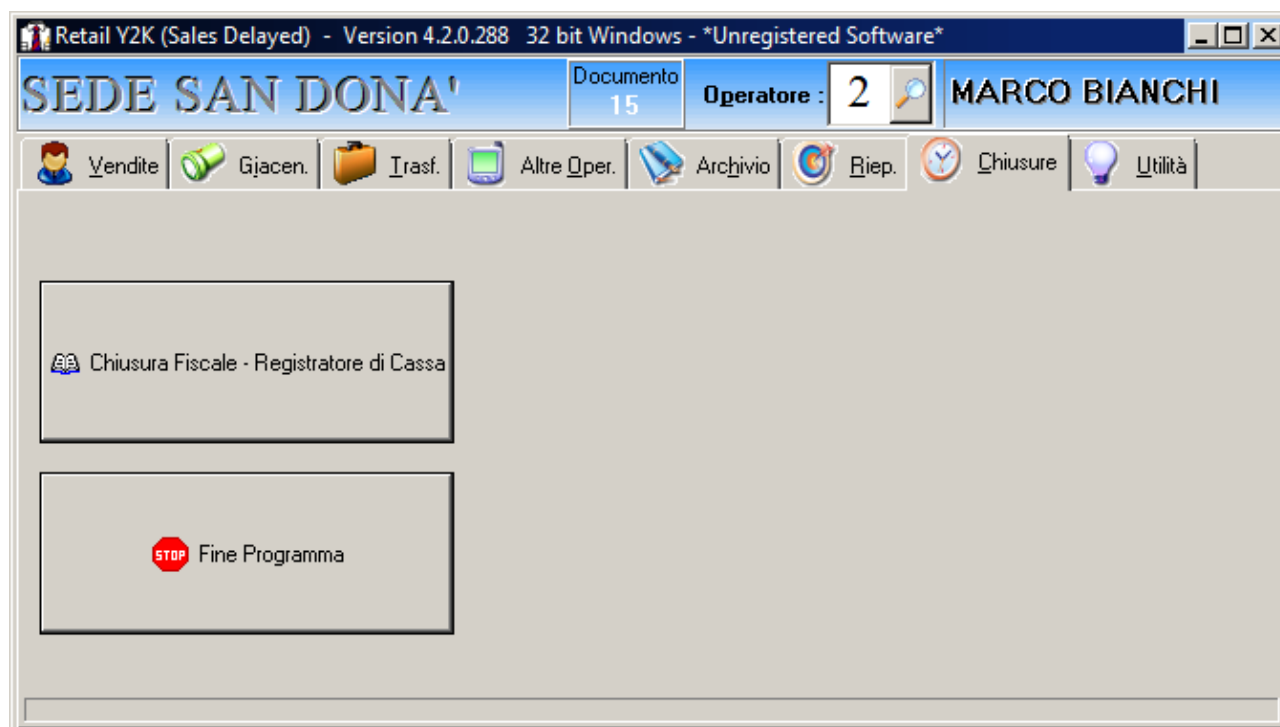 Retail Y2K (Sales Delayed) - Version 4.2.0.288 32 bit Windows - *Unregistered Software*
SEDE SAN DONA' Documento 15 Operatore : 2 MARCO BIANCHI
Vendite Giacen. Trasf. Altre Oper. Archivio Riep. Chiusure Utilità
Chiusura Fiscale - Registratore di Cassa
STOP Fine Programma